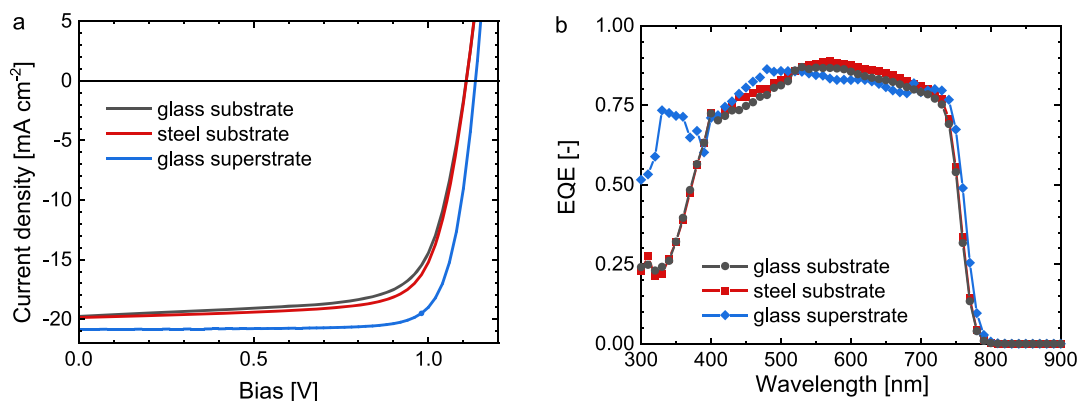 a
Current density [mA cm⁻²]
5
0
-5
-10
-15
-20
glass substrate
steel substrate
glass superstrate
0.0
0.5
1.0
Bias [V]
b
EQE [-]
1.00
0.75
0.50
0.25
0.00
glass substrate
steel substrate
glass superstrate
300
400
500
600
700
800
900
Wavelength [nm]